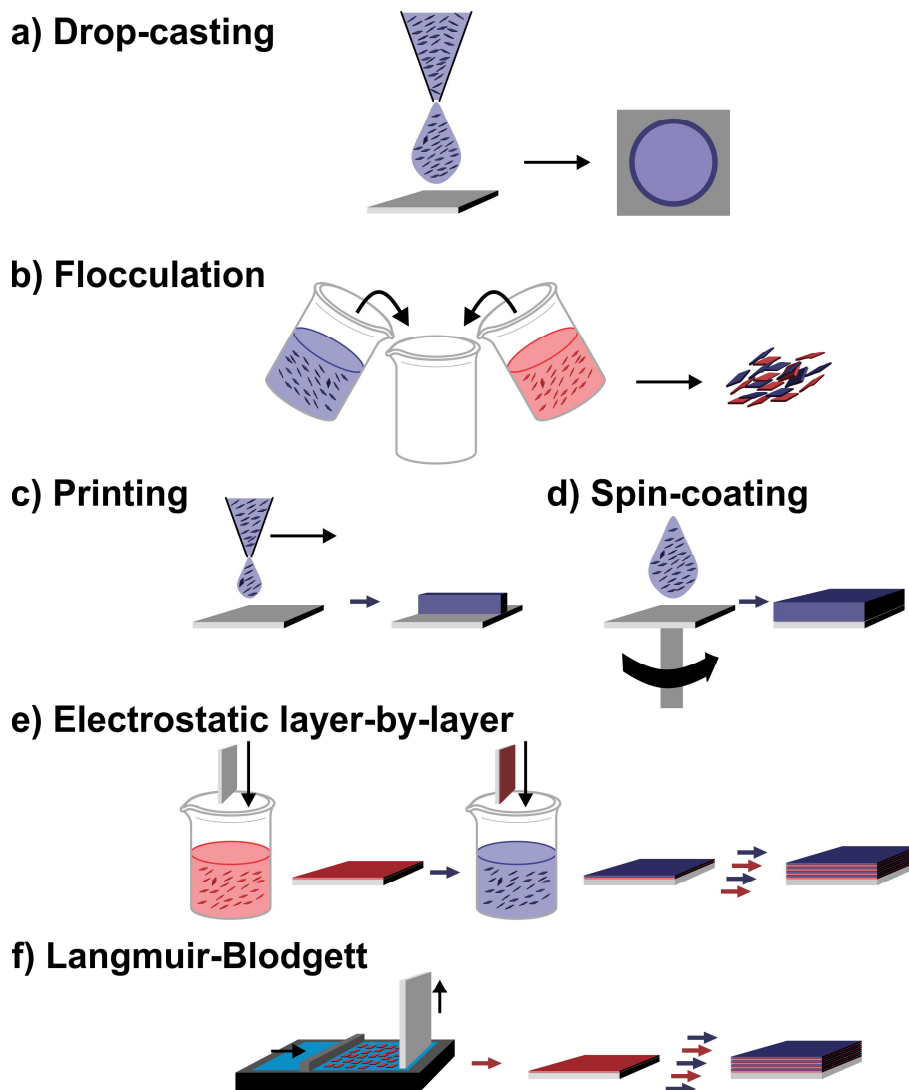 a) Drop-casting
b) Flocculation
c) Printing
d) Spin-coating
e) Electrostatic layer-by-layer
f) Langmuir-Blodgett